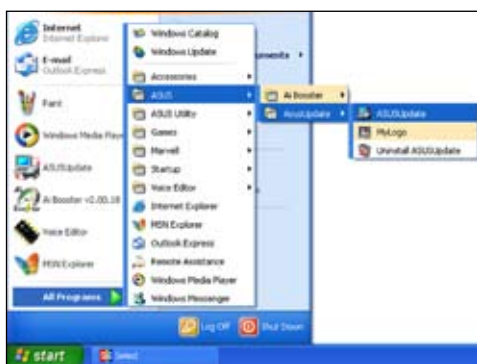 Internet
Internet Explorer
E-mail
Outlook Express
Paint
Windows Media Player
ASUSUpdate
Ai Booster v2.00.18
Voice Editor
MSN Explorer
All Programs
Windows Catalog
Windows Update
Accessories
ASUS
ASUS Utility
Games
Marvell
Startup
Voice Editor
Internet Explorer
MSN Explorer
Outlook Express
Remote Assistance
Windows Media Player
Windows Messenger
Ai Booster
AsusUpdate
ASUSUpdate
MyLogo
Uninstall ASUSUpdate
Log Off
Shut Down
start